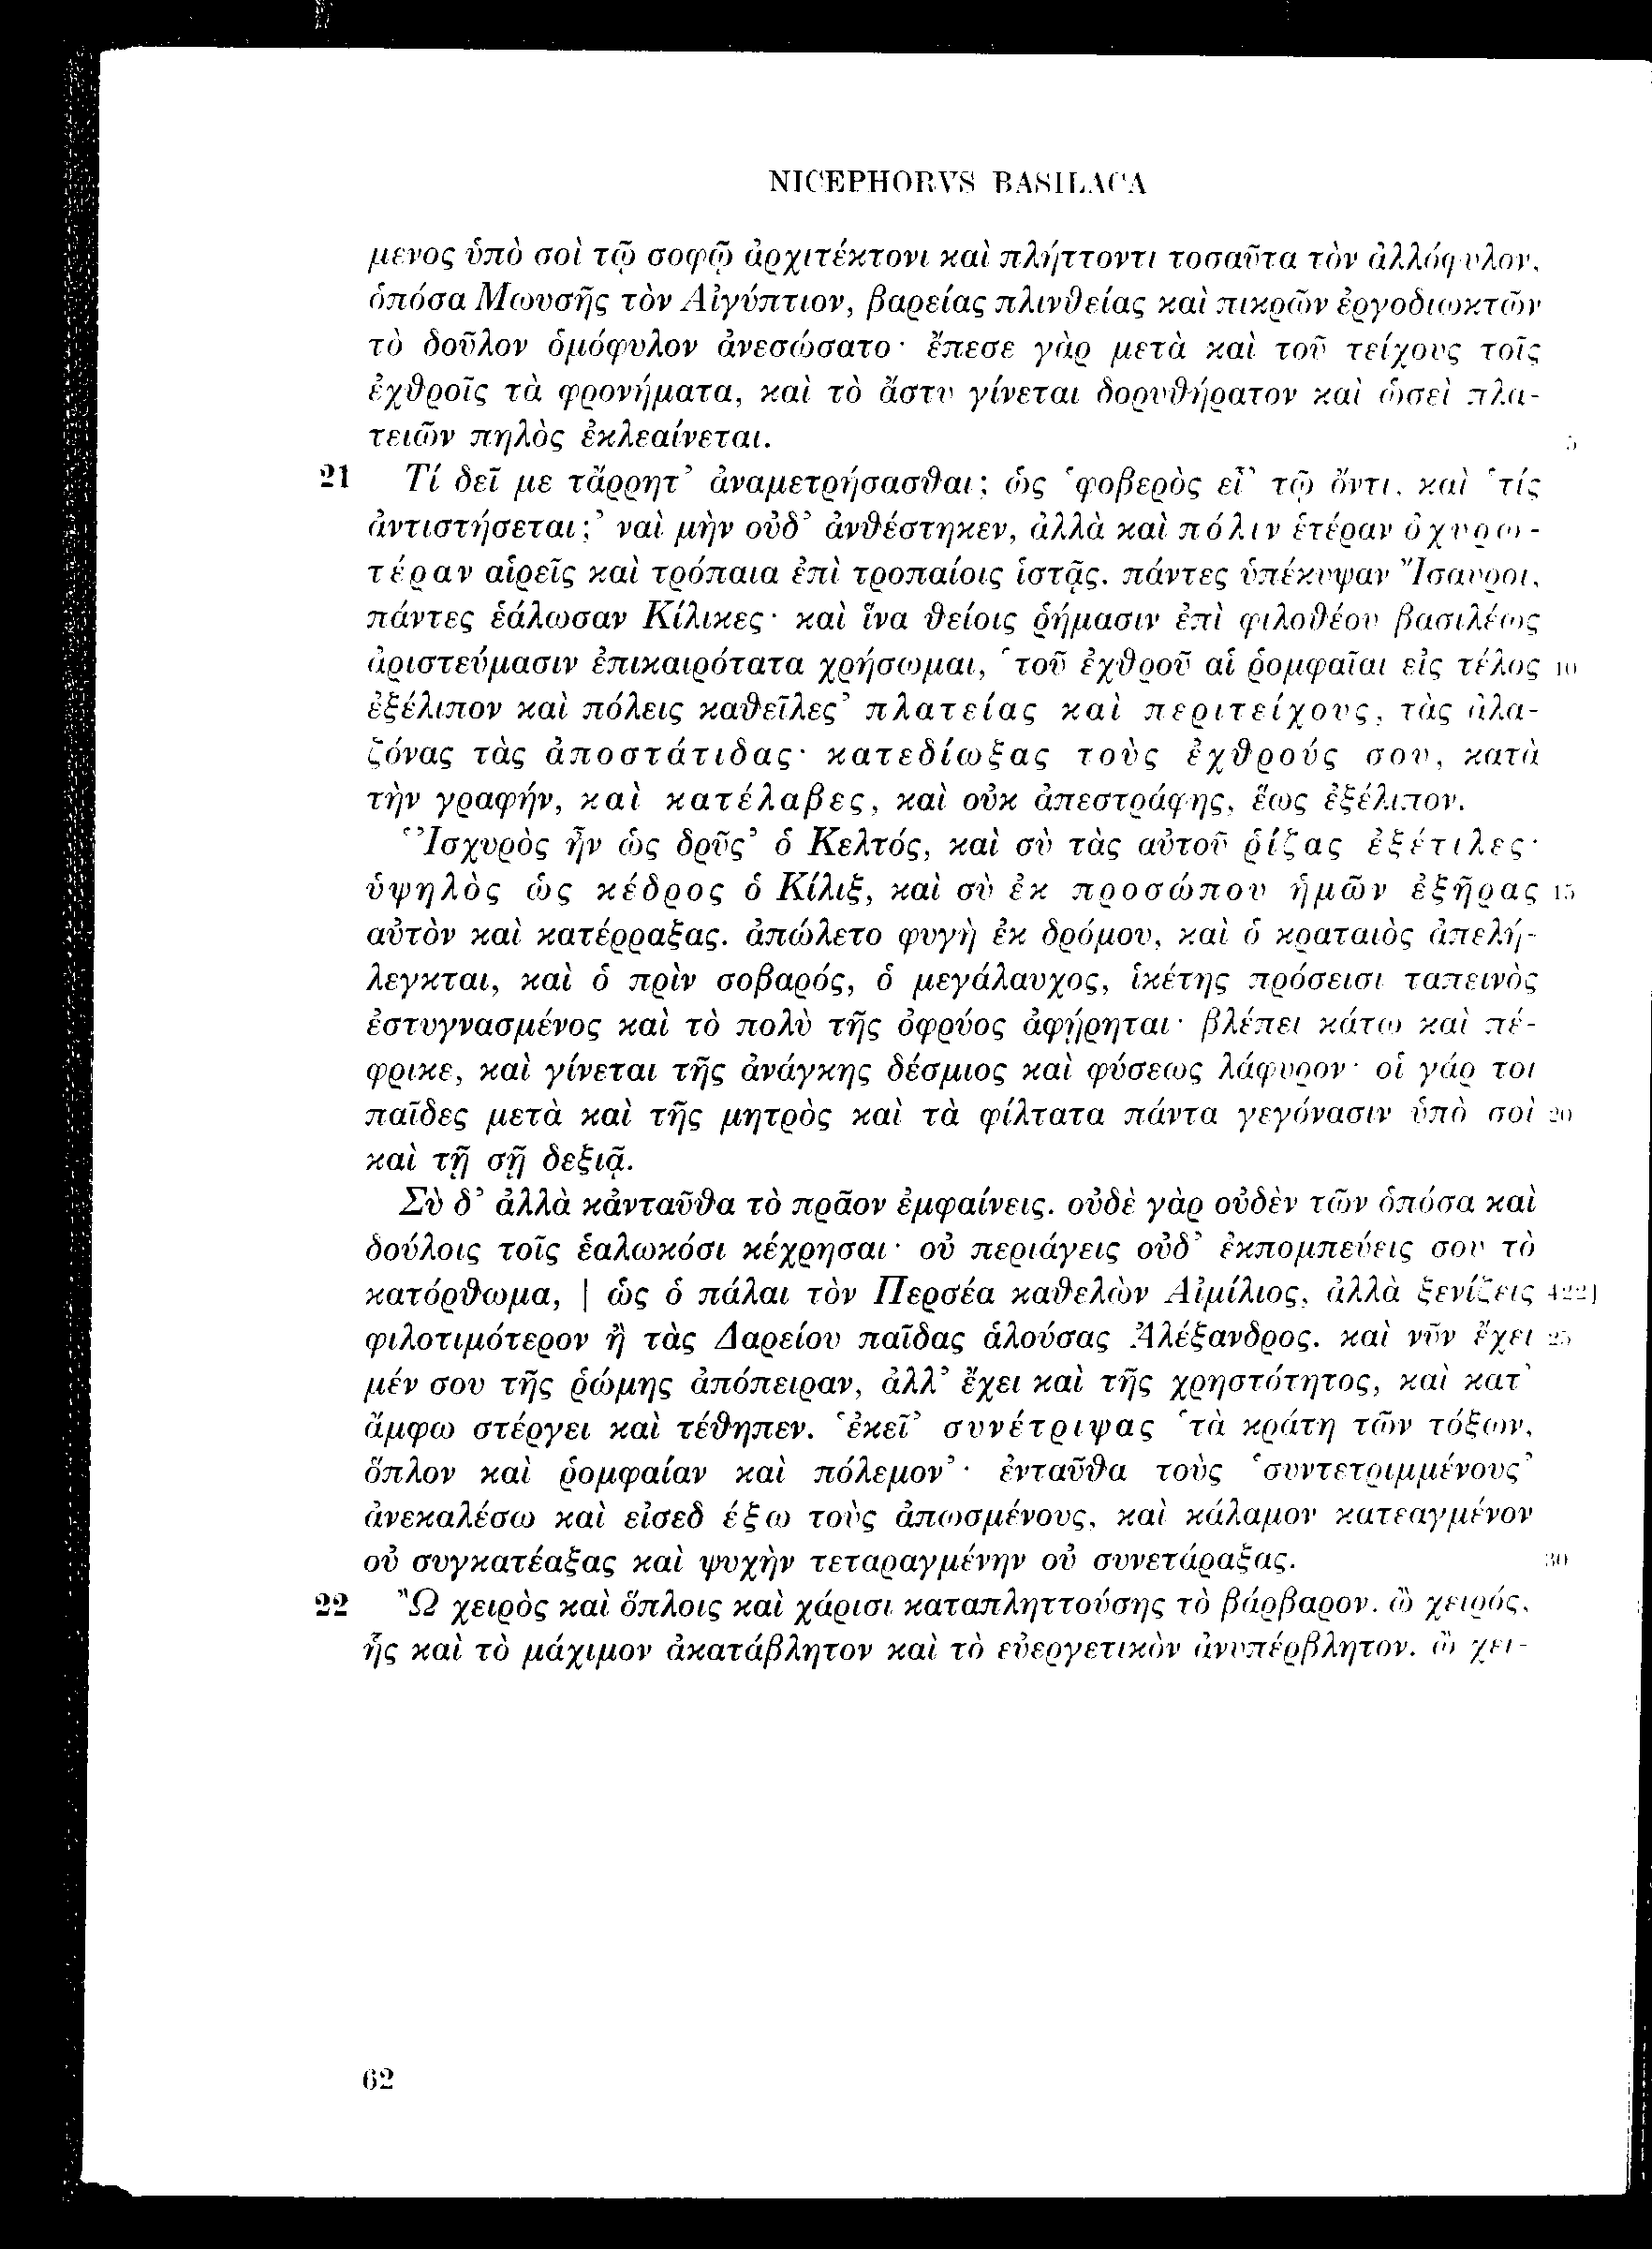 NICEPHORVS BASILACA
μενος ὑπὸ σοὶ τῷ σοφῷ ἀρχιτέκτονι καὶ πλήττοντι τοσαῦτα τὸν ἀλλόφυλον,
ὁπόσα Μωυσῆς τὸν Αἰγύπτιον, βαρείας πλινθείας καὶ πικρῶν ἐργοδιωκτῶν
τὸ δοῦλον ὁμόφυλον ἀνεσώσατο· ἔπεσε γὰρ μετὰ καὶ τοῦ τείχους τοῖς
ἐχθροῖς τὰ φρονήματα, καὶ τὸ ἄστυ γίνεται δορυθήρατον καὶ ὡσεὶ πλα-
τειῶν πηλὸς ἐκλεαίνεται. 5
21 Τί δεῖ με τἄρρητ’ ἀναμετρήσασθαι; ὡς ‘φοβερὸς εἶ’ τῷ ὄντι, καὶ ‘τίς
ἀντιστήσεται;’ ναὶ μὴν οὐδ’ ἀνθέστηκεν, ἀλλὰ καὶ πόλιν ἑτέραν ὀχυρω-
τέραν αἱρεῖς καὶ τρόπαια ἐπὶ τροπαίοις ἱστᾷς. πάντες ὑπέκυψαν Ἴσαυροι,
πάντες ἑάλωσαν Κίλικες· καὶ ἵνα θείοις ῥήμασιν ἐπὶ φιλοθέου βασιλέως
ἀριστεύμασιν ἐπικαιρότατα χρήσωμαι, ‘τοῦ ἐχθροῦ αἱ ῥομφαῖαι εἰς τέλος 10
ἐξέλιπον καὶ πόλεις καθεῖλες’ πλατείας καὶ περιτείχους, τὰς ἀλα-
ζόνας τὰς ἀποστάτιδας· κατεδίωξας τοὺς ἐχθρούς σου, κατὰ
τὴν γραφήν, καὶ κατέλαβες, καὶ οὐκ ἀπεστράφης, ἕως ἐξέλιπον.
‘Ἰσχυρὸς ἦν ὡς δρῦς’ ὁ Κελτός, καὶ σὺ τὰς αὐτοῦ ῥίζας ἐξέτιλες·
ὑψηλὸς ὡς κέδρος ὁ Κίλιξ, καὶ σὺ ἐκ προσώπου ἡμῶν ἐξῆρας 15
αὐτὸν καὶ κατέρραξας. ἀπώλετο φυγὴ ἐκ δρόμου, καὶ ὁ κραταιὸς ἀπελή-
λεγκται, καὶ ὁ πρὶν σοβαρός, ὁ μεγάλαυχος, ἱκέτης πρόσεισι ταπεινὸς
ἐστυγνασμένος καὶ τὸ πολὺ τῆς ὀφρύος ἀφῄρηται· βλέπει κάτω καὶ πέ-
φρικε, καὶ γίνεται τῆς ἀνάγκης δέσμιος καὶ φύσεως λάφυρον· οἱ γάρ τοι
παῖδες μετὰ καὶ τῆς μητρὸς καὶ τὰ φίλτατα πάντα γεγόνασιν ὑπὸ σοὶ 20
καὶ τῇ σῇ δεξιᾷ.
Σὺ δ’ ἀλλὰ κἀνταῦθα τὸ πρᾶον ἐμφαίνεις. οὐδὲ γὰρ οὐδὲν τῶν ὁπόσα καὶ
δούλοις τοῖς ἑαλωκόσι κέχρησαι· οὐ περιάγεις οὐδ’ ἐκπομπεύεις σου τὸ
κατόρθωμα, | ὡς ὁ πάλαι τὸν Περσέα καθελὼν Αἰμίλιος, ἀλλὰ ξενίζεις 422]
φιλοτιμότερον ἢ τὰς Δαρείου παῖδας ἁλούσας Ἀλέξανδρος. καὶ νῦν ἔχει 25
μέν σου τῆς ῥώμης ἀπόπειραν, ἀλλ’ ἔχει καὶ τῆς χρηστότητος, καὶ κατ’
ἄμφω στέργει καὶ τέθηπεν. ‘ἐκεῖ’ συνέτριψας ‘τὰ κράτη τῶν τόξων,
ὅπλον καὶ ῥομφαίαν καὶ πόλεμον’· ἐνταῦθα τοὺς ‘συντετριμμένους’
ἀνεκαλέσω καὶ εἰσεδ έξω τοὺς ἀπωσμένους, καὶ κάλαμον κατεαγμένον
οὐ συγκατέαξας καὶ ψυχὴν τεταραγμένην οὐ συνετάραξας. 30
22 Ὢ χειρὸς καὶ ὅπλοις καὶ χάρισι καταπληττούσης τὸ βάρβαρον. ὢ χειρός,
ἧς καὶ τὸ μάχιμον ἀκατάβλητον καὶ τὸ εὐεργετικὸν ἀνυπέρβλητον. ὢ χει-
62